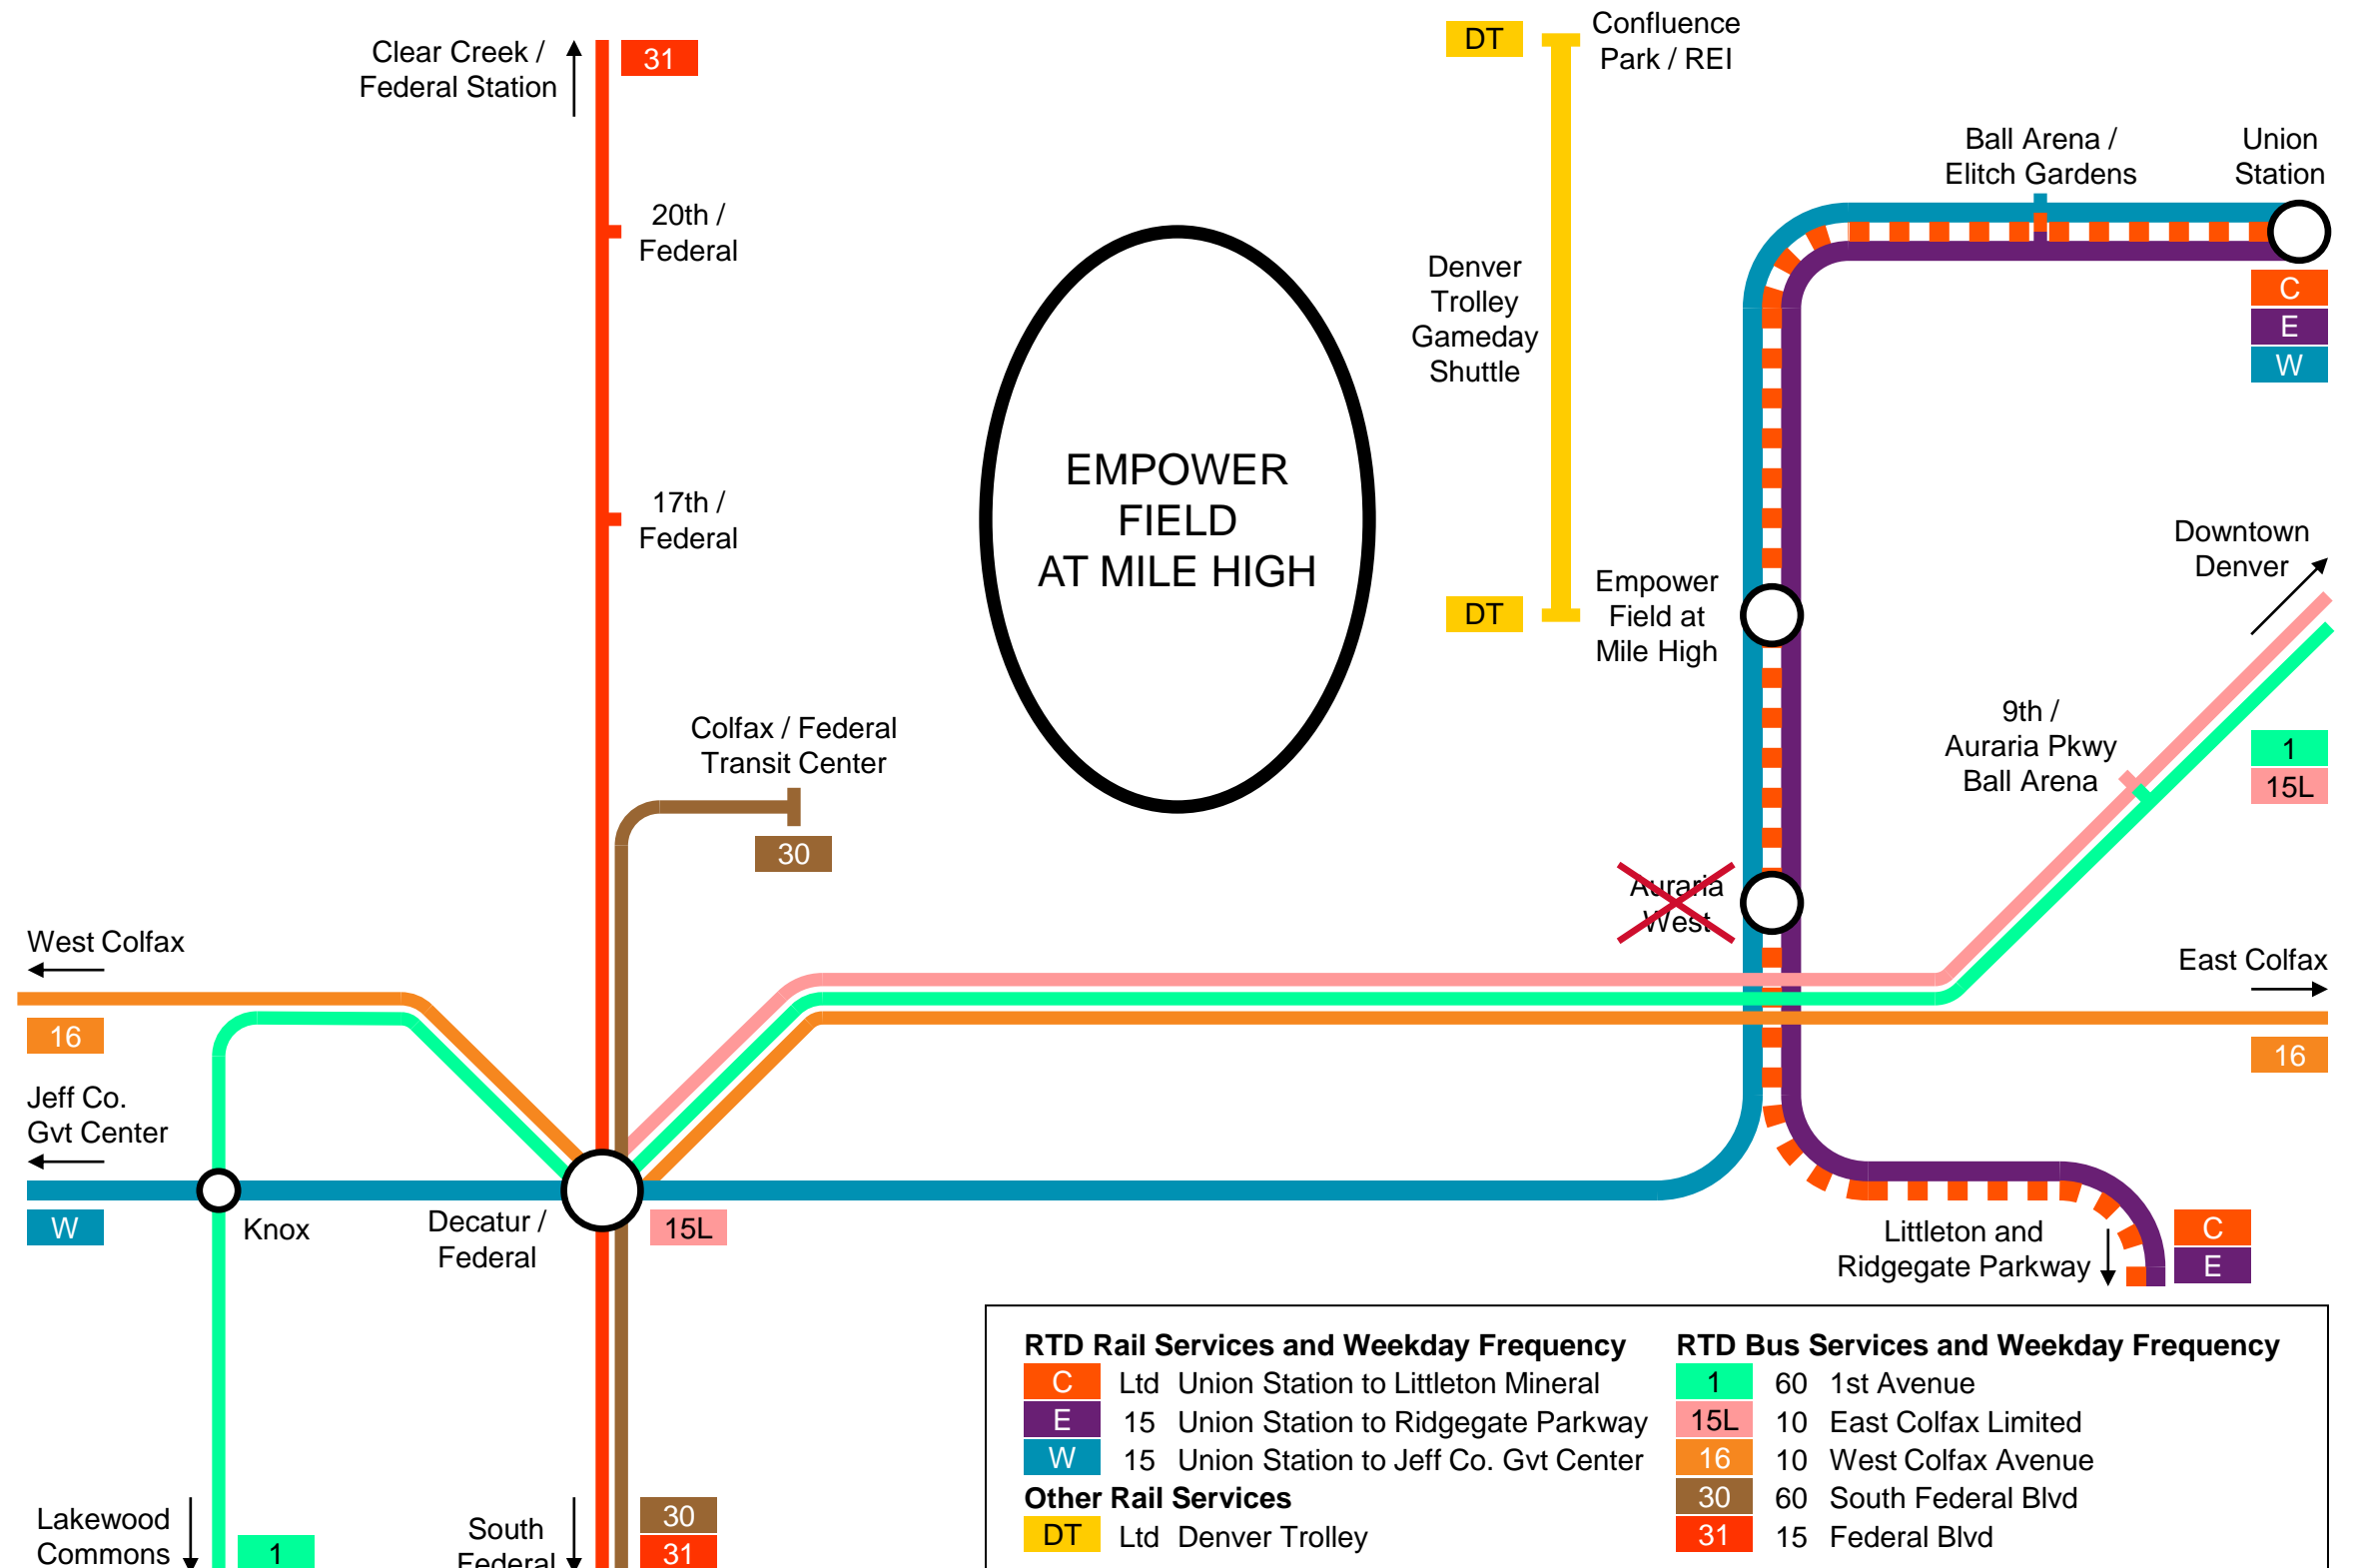 Clear Creek /
Federal Station
31
DT
Confluence
Park / REI
Ball Arena /
Elitch Gardens
Union
Station
20th /
Federal
Denver
Trolley
Gameday
Shuttle
C
E
W
17th /
Federal
EMPOWER
FIELD
AT MILE HIGH
DT
Empower
Field at
Mile High
Downtown
Denver
Colfax / Federal
Transit Center
30
9th /
Auraria Pkwy
Ball Arena
1
15L
Auraria
West
West Colfax
16
East Colfax
16
Jeff Co.
Gvt Center
W
Knox
Decatur /
Federal
15L
Littleton and
Ridgegate Parkway
C
E
RTD Rail Services and Weekday Frequency
C Ltd Union Station to Littleton Mineral
E 15 Union Station to Ridgegate Parkway
W 15 Union Station to Jeff Co. Gvt Center
Other Rail Services
DT Ltd Denver Trolley
RTD Bus Services and Weekday Frequency
1 60 1st Avenue
15L 10 East Colfax Limited
16 10 West Colfax Avenue
30 60 South Federal Blvd
31 15 Federal Blvd
Lakewood
Commons
1
South
Federal
30
31